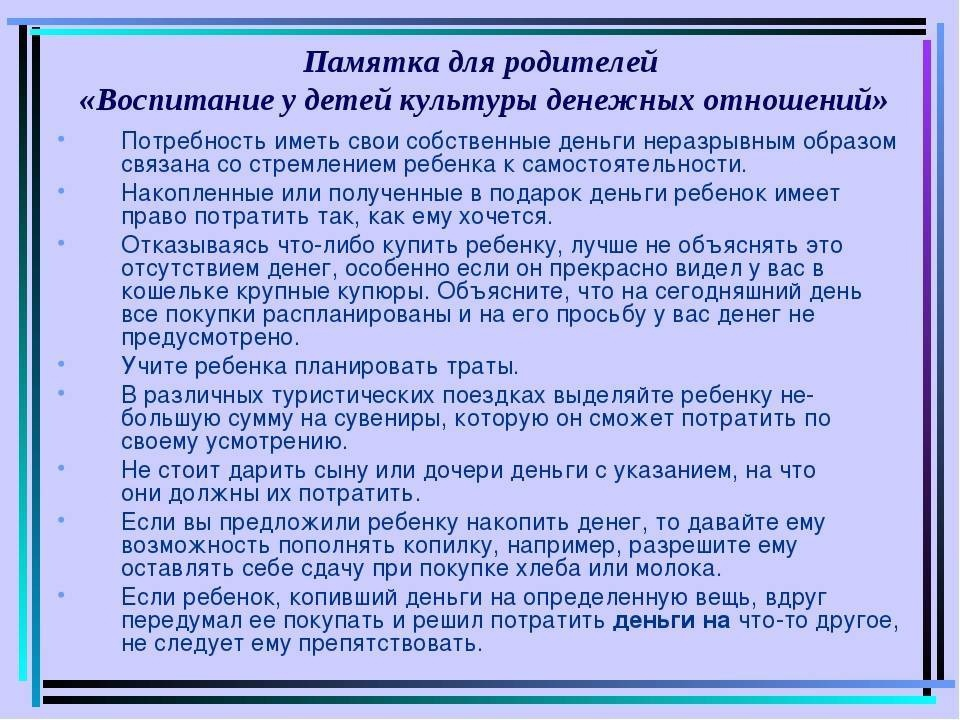 Памятка для родителей
«Воспитание у детей культуры денежных отношений»
• Потребность иметь свои собственные деньги неразрывным образом
связана со стремлением ребенка к самостоятельности.
• Накопленные или полученные в подарок деньги ребенок имеет
право потратить так, как ему хочется.
• Отказываясь что-либо купить ребенку, лучше не объяснять это
отсутствием денег, особенно если он прекрасно видел у вас в
кошельке крупные купюры. Объясните, что на сегодняшний день
все покупки распланированы и на его просьбу у вас денег не
предусмотрено.
• Учите ребенка планировать траты.
• В различных туристических поездках выделяйте ребенку не-
большую сумму на сувениры, которую он сможет потратить по
своему усмотрению.
• Не стоит дарить сыну или дочери деньги с указанием, на что
они должны их потратить.
• Если вы предложили ребенку накопить денег, то давайте ему
возможность пополнять копилку, например, разрешите ему
оставлять себе сдачу при покупке хлеба или молока.
• Если ребенок, копивший деньги на определенную вещь, вдруг
передумал ее покупать и решил потратить деньги на что-то другое,
не следует ему препятствовать.